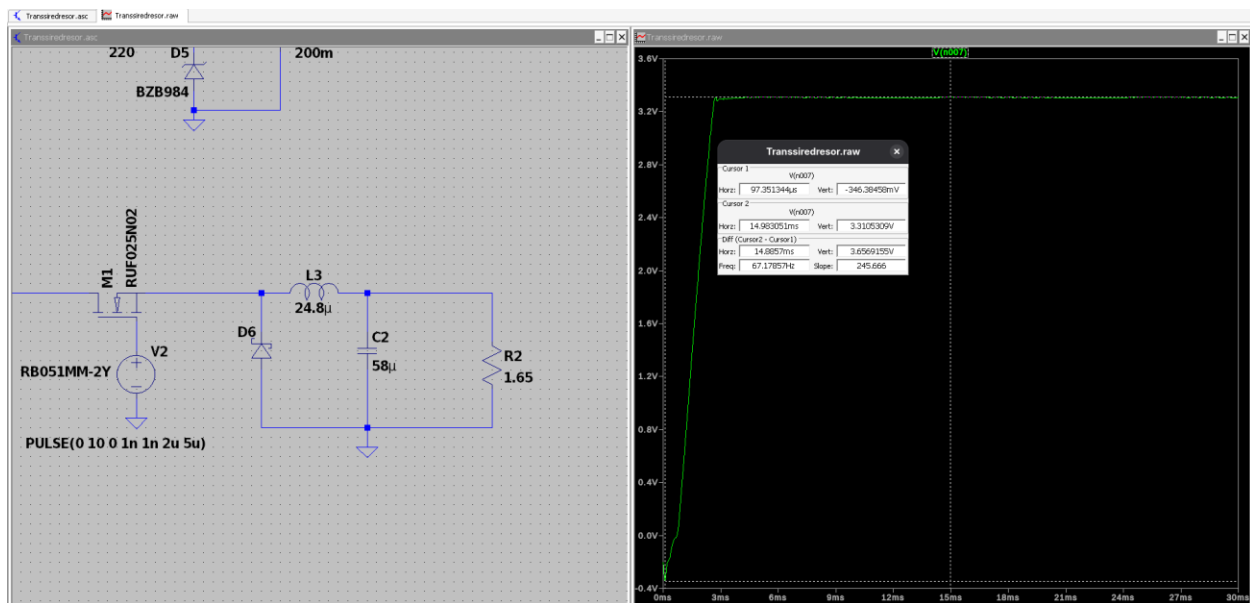 Transsiredresor.asc Transsiredresor.raw
Transsiredresor.asc
220 D5 200m
BZB984
M1
RUF025N02
L3
24.8µ
D6
C2
V2
58µ
R2
RB051MM-2Y
1.65
PULSE(0 10 0 1n 1n 2u 5u)
Transsiredresor.raw
V(n007)
3.6V
3.2V
2.8V
2.4V
2.0V
1.6V
1.2V
0.8V
0.4V
0.0V
-0.4V
0ms 3ms 6ms 9ms 12ms 15ms 18ms 21ms 24ms 27ms 30ms
Transsiredresor.raw
Cursor 1
V(n007)
Horz: 97.351344µs Vert: -346.38458mV
Cursor 2
V(n007)
Horz: 14.983051ms Vert: 3.3105309V
Diff (Cursor2 - Cursor1)
Horz: 14.8857ms Vert: 3.6569155V
Freq: 67.17857Hz Slope: 245.666